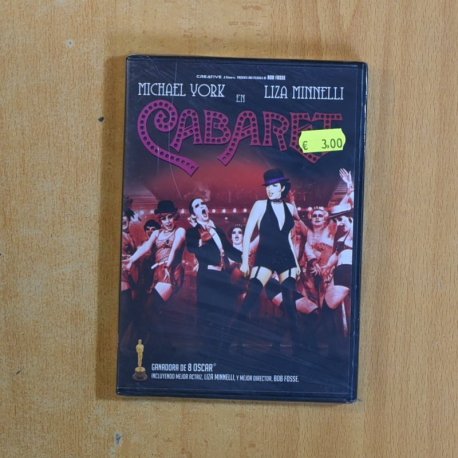 MICHAEL YORK LIZA MINNELLI
EN
CABARET
€ 3,00
GANADORA DE 8 OSCAR®
INCLUYENDO MEJOR ACTRIZ, LIZA MINNELLI, Y MEJOR DIRECTOR, BOB FOSSE.